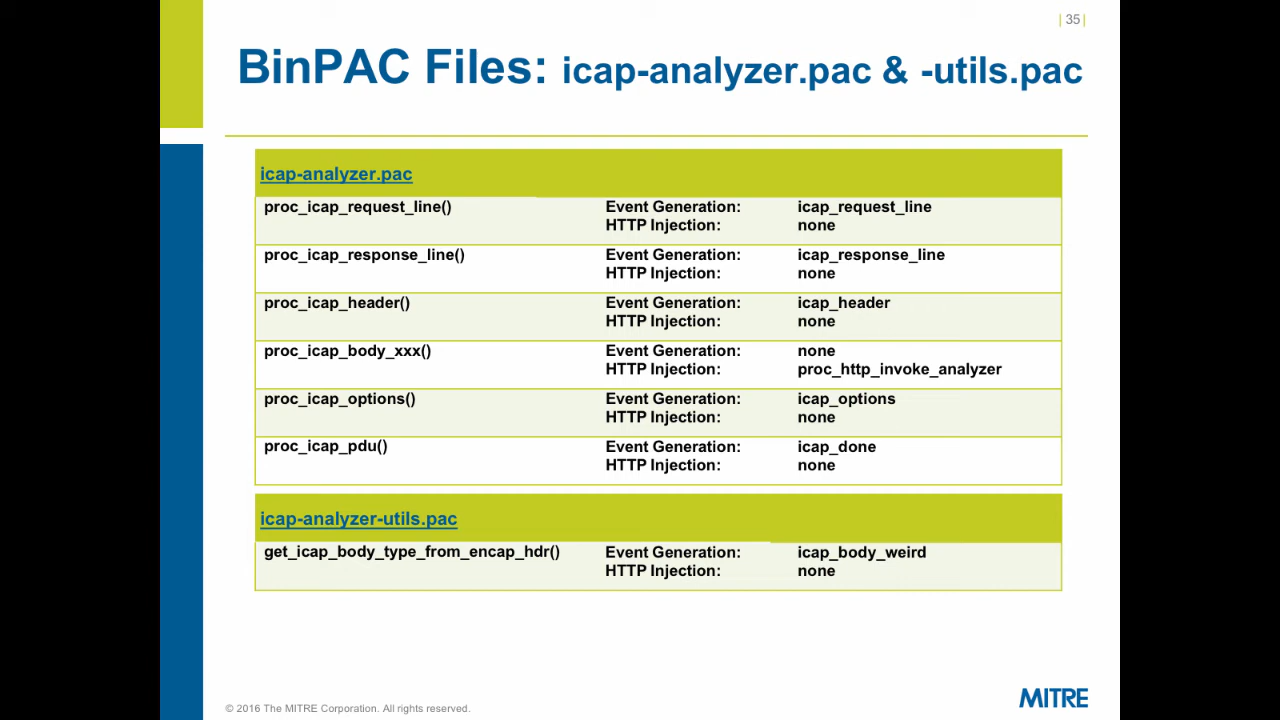 | 35 |
BinPAC Files: icap-analyzer.pac & -utils.pac
icap-analyzer.pac
proc_icap_request_line() Event Generation: icap_request_line
HTTP Injection: none
proc_icap_response_line() Event Generation: icap_response_line
HTTP Injection: none
proc_icap_header() Event Generation: icap_header
HTTP Injection: none
proc_icap_body_xxx() Event Generation: none
HTTP Injection: proc_http_invoke_analyzer
proc_icap_options() Event Generation: icap_options
HTTP Injection: none
proc_icap_pdu() Event Generation: icap_done
HTTP Injection: none
icap-analyzer-utils.pac
get_icap_body_type_from_encap_hdr() Event Generation: icap_body_weird
HTTP Injection: none
© 2016 The MITRE Corporation. All rights reserved.
MITRE